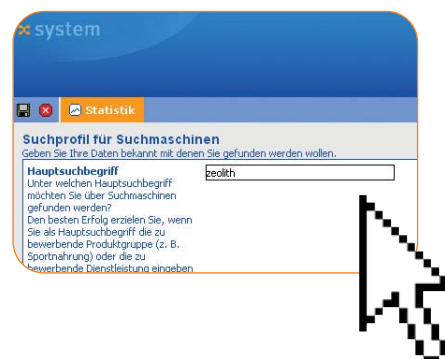 system
Statistik
Suchprofil für Suchmaschinen
Geben Sie Ihre Daten bekannt mit denen Sie gefunden werden wollen.
Hauptsuchbegriff
zeolith
Unter welchen Hauptsuchbegriff
möchten Sie über Suchmaschinen
gefunden werden?
Den besten Erfolg erzielen Sie, wenn
Sie als Hauptsuchbegriff die zu
bewerbende Produktgruppe (z. B.
Sportnahrung) oder die zu
bewerbende Dienstleistung eingeben